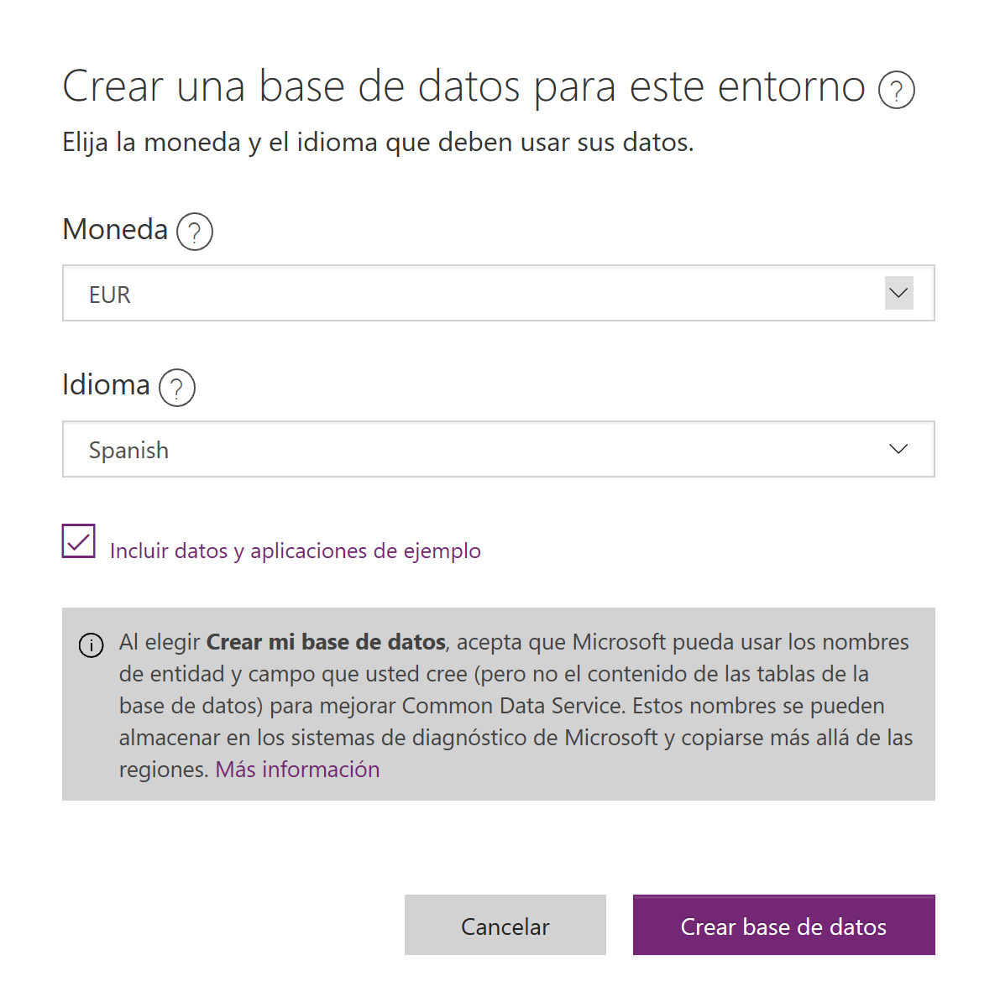 Crear una base de datos para este entorno ?
Elija la moneda y el idioma que deben usar sus datos.
Moneda ?
EUR
Idioma ?
Spanish
Incluir datos y aplicaciones de ejemplo
Al elegir Crear mi base de datos, acepta que Microsoft pueda usar los nombres
de entidad y campo que usted cree (pero no el contenido de las tablas de la
base de datos) para mejorar Common Data Service. Estos nombres se pueden
almacenar en los sistemas de diagnóstico de Microsoft y copiarse más allá de las
regiones. Más información
Cancelar
Crear base de datos